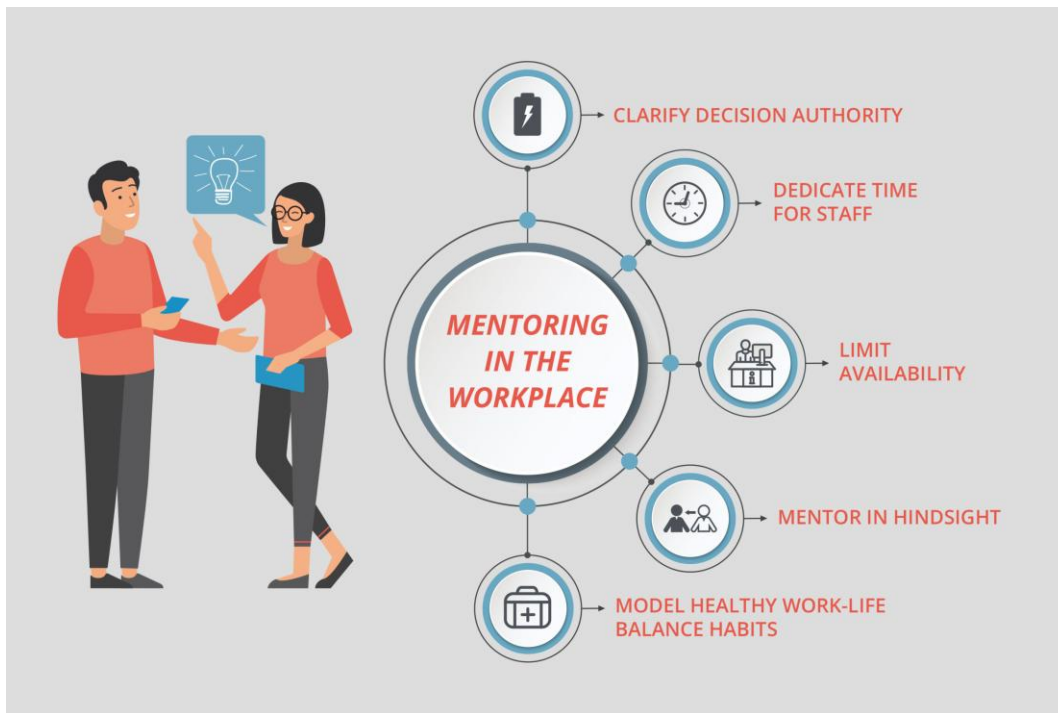 CLARIFY DECISION AUTHORITY
DEDICATE TIME
FOR STAFF
MENTORING
IN THE
WORKPLACE
LIMIT
AVAILABILITY
MENTOR IN HINDSIGHT
MODEL HEALTHY WORK-LIFE
BALANCE HABITS